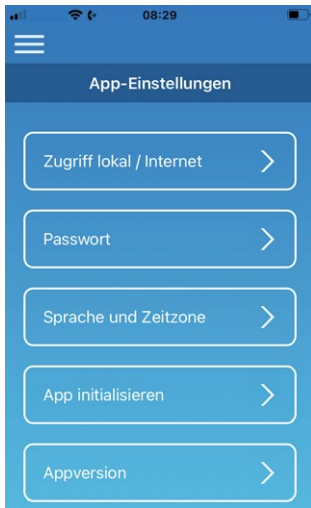 08:29
App-Einstellungen
Zugriff lokal / Internet
Passwort
Sprache und Zeitzone
App initialisieren
Appversion